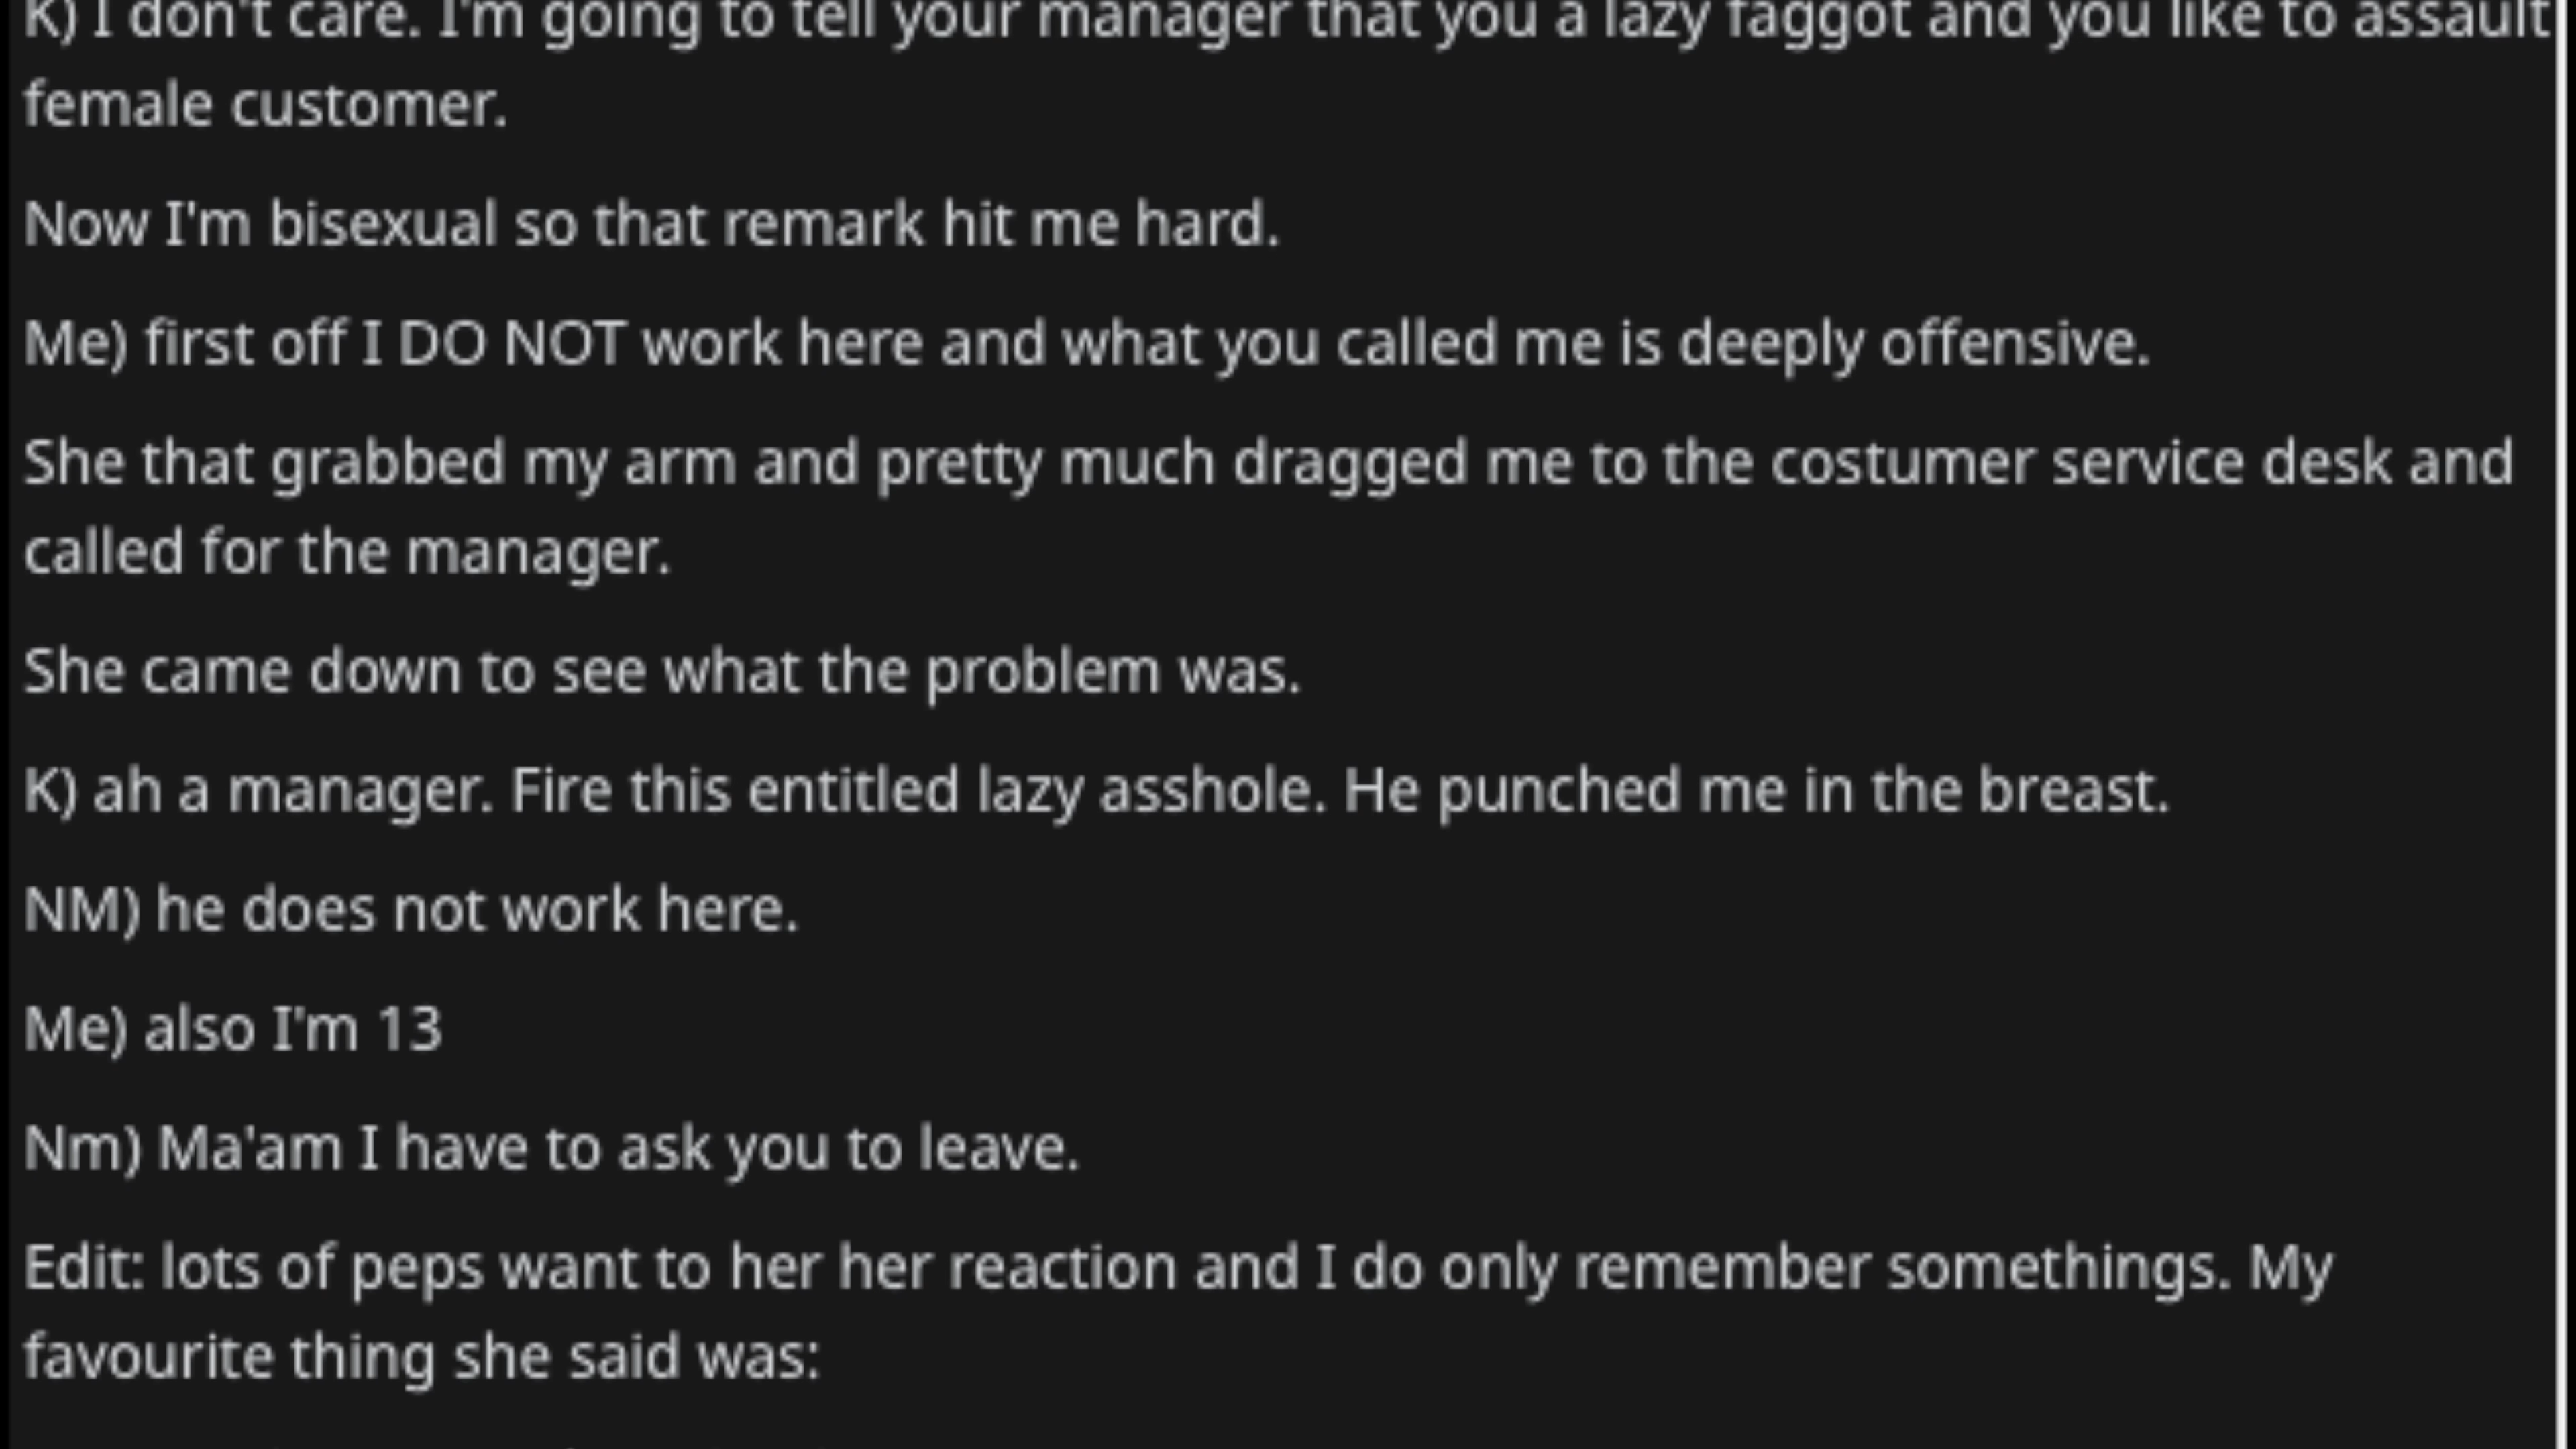 K) I don't care. I'm going to tell your manager that you a lazy faggot and you like to assault
female customer.
Now I'm bisexual so that remark hit me hard.
Me) first off I DO NOT work here and what you called me is deeply offensive.
She that grabbed my arm and pretty much dragged me to the costumer service desk and
called for the manager.
She came down to see what the problem was.
K) ah a manager. Fire this entitled lazy asshole. He punched me in the breast.
NM) he does not work here.
Me) also I'm 13
Nm) Ma'am I have to ask you to leave.
Edit: lots of peps want to her her reaction and I do only remember somethings. My
favourite thing she said was: